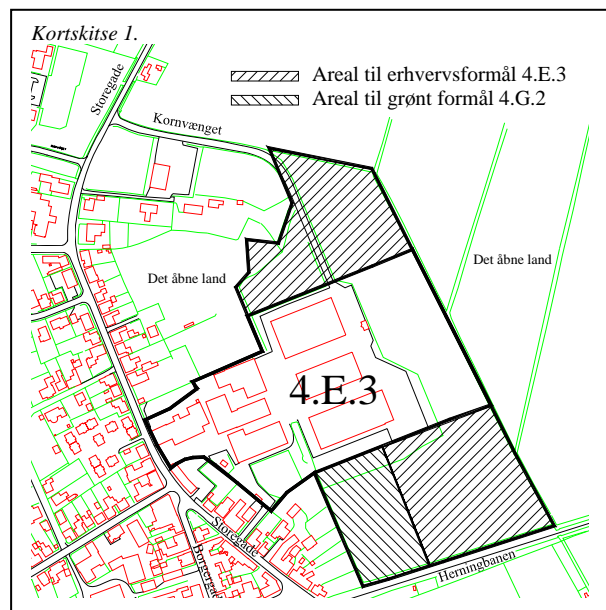 Kortskitse 1.
Areal til erhvervsformål 4.E.3
Areal til grønt formål 4.G.2
Storegade
Kornvænget
Det åbne land
Det åbne land
4.E.3
Storegade
Borgergade
Herningbanen